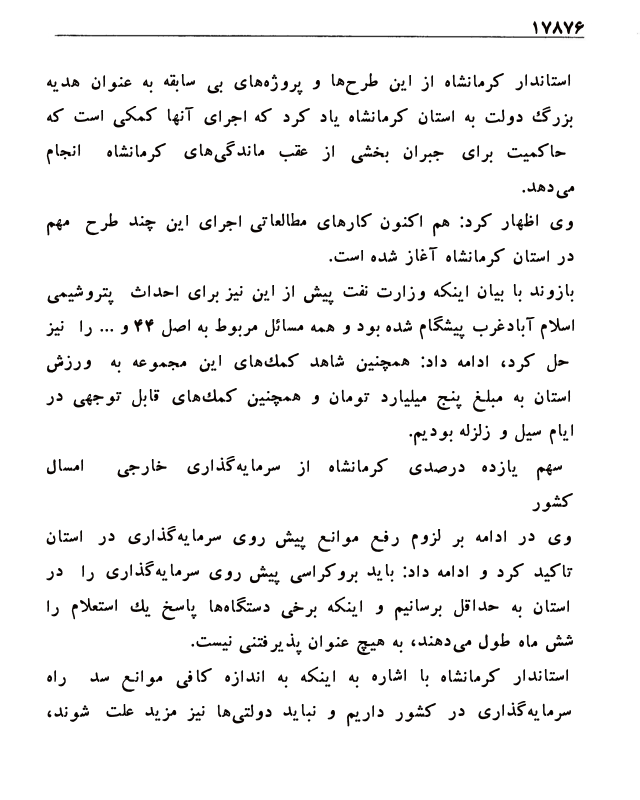 ۱۷۸۷۶
استاندار کرمانشاه از این طرح‌ها و پروژه‌های بی سابقه به عنوان هدیه
بزرگ دولت به استان کرمانشاه یاد کرد که اجرای آنها کمکی است که
حاکمیت برای جبران بخشی از عقب ماندگی‌های کرمانشاه انجام
می‌دهد.
وی اظهار کرد: هم اکنون کارهای مطالعاتی اجرای این چند طرح مهم
در استان کرمانشاه آغاز شده است.
بازوند با بیان اینکه وزارت نفت پیش از این نیز برای احداث پتروشیمی
اسلام آبادغرب پیشگام شده بود و همه مسائل مربوط به اصل ۴۴ و ... را نیز
حل کرد، ادامه داد: همچنین شاهد کمک‌های این مجموعه به ورزش
استان به مبلغ پنج میلیارد تومان و همچنین کمک‌های قابل توجهی در
ایام سیل و زلزله بودیم.
سهم یازده درصدی کرمانشاه از سرمایه‌گذاری خارجی امسال
کشور
وی در ادامه بر لزوم رفع موانع پیش روی سرمایه‌گذاری در استان
تاکید کرد و ادامه داد: باید بروکراسی پیش روی سرمایه‌گذاری را در
استان به حداقل برسانیم و اینکه برخی دستگاه‌ها پاسخ یک استعلام را
شش ماه طول می‌دهند، به هیچ عنوان پذیرفتنی نیست.
استاندار کرمانشاه با اشاره به اینکه به اندازه کافی موانع سد راه
سرمایه‌گذاری در کشور داریم و نباید دولتی‌ها نیز مزید علت شوند،